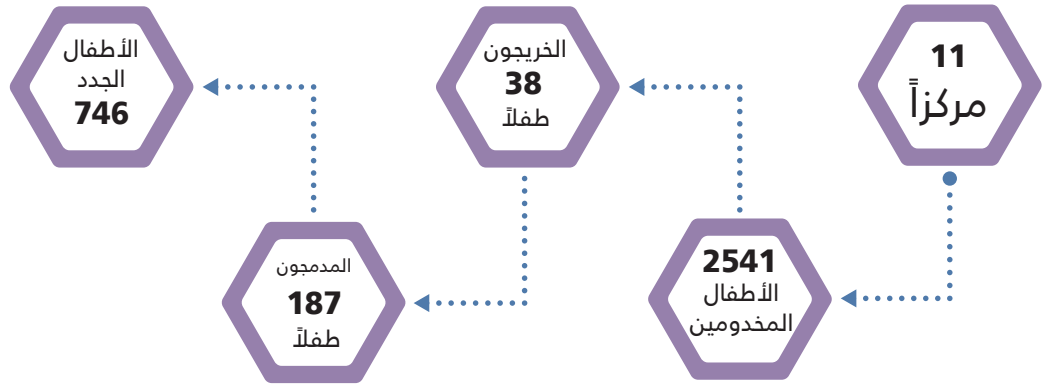 11
مركزاً
2541
الأطفال
المخدومين
الخريجون
38
طفلاً
المدمجون
187
طفلاً
الأطفال
الجدد
746